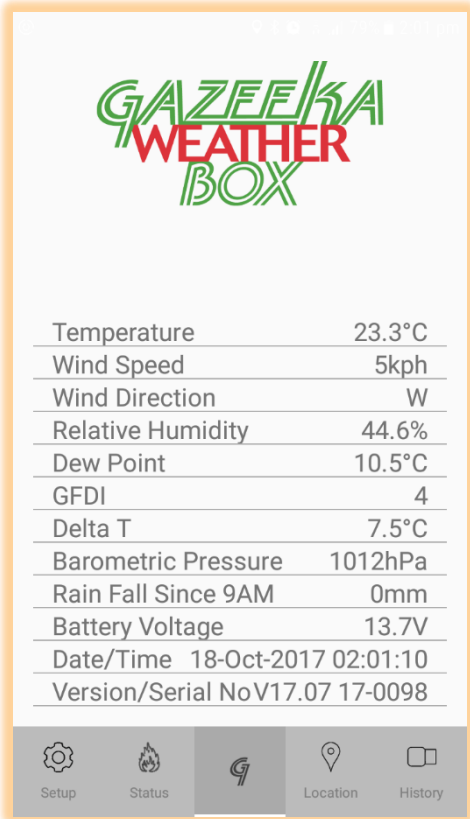 GAZEEKA
WEATHER
BOX
Temperature 23.3°C
Wind Speed 5kph
Wind Direction W
Relative Humidity 44.6%
Dew Point 10.5°C
GFDI 4
Delta T 7.5°C
Barometric Pressure 1012hPa
Rain Fall Since 9AM 0mm
Battery Voltage 13.7V
Date/Time 18-Oct-2017 02:01:10
Version/Serial No V17.07 17-0098
G
Setup Status Location History